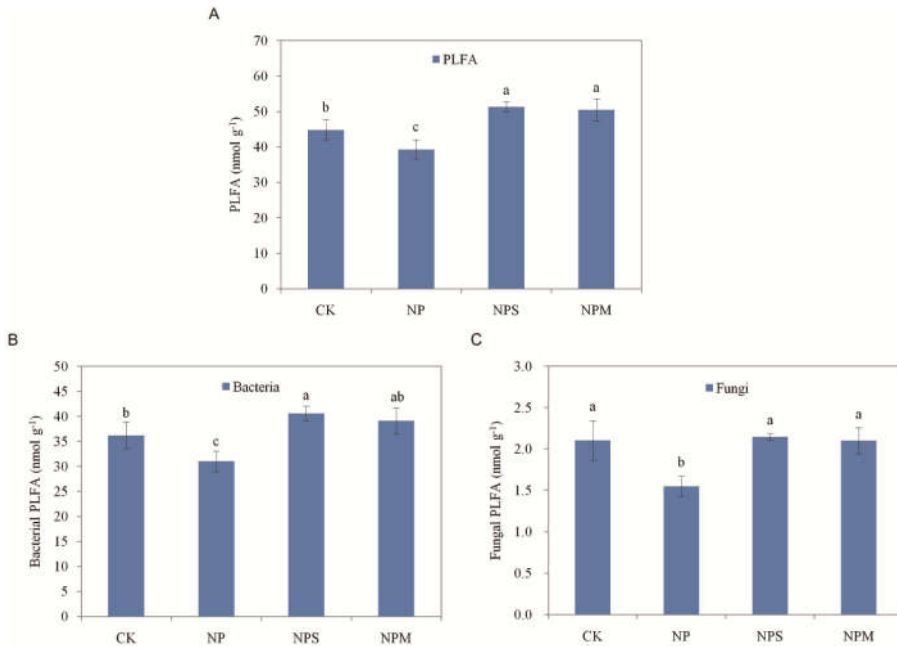 A
PLFA
PLFA (nmol g⁻¹)
70
60
50
40
30
20
10
0
b
c
a
a
CK NP NPS NPM
B
Bacteria
Bacterial PLFA (nmol g⁻¹)
50
45
40
35
30
25
20
15
10
5
0
b
c
a
ab
CK NP NPS NPM
C
Fungi
Fungal PLFA (nmol g⁻¹)
3.0
2.5
2.0
1.5
1.0
0.5
0.0
a
b
a
a
CK NP NPS NPM